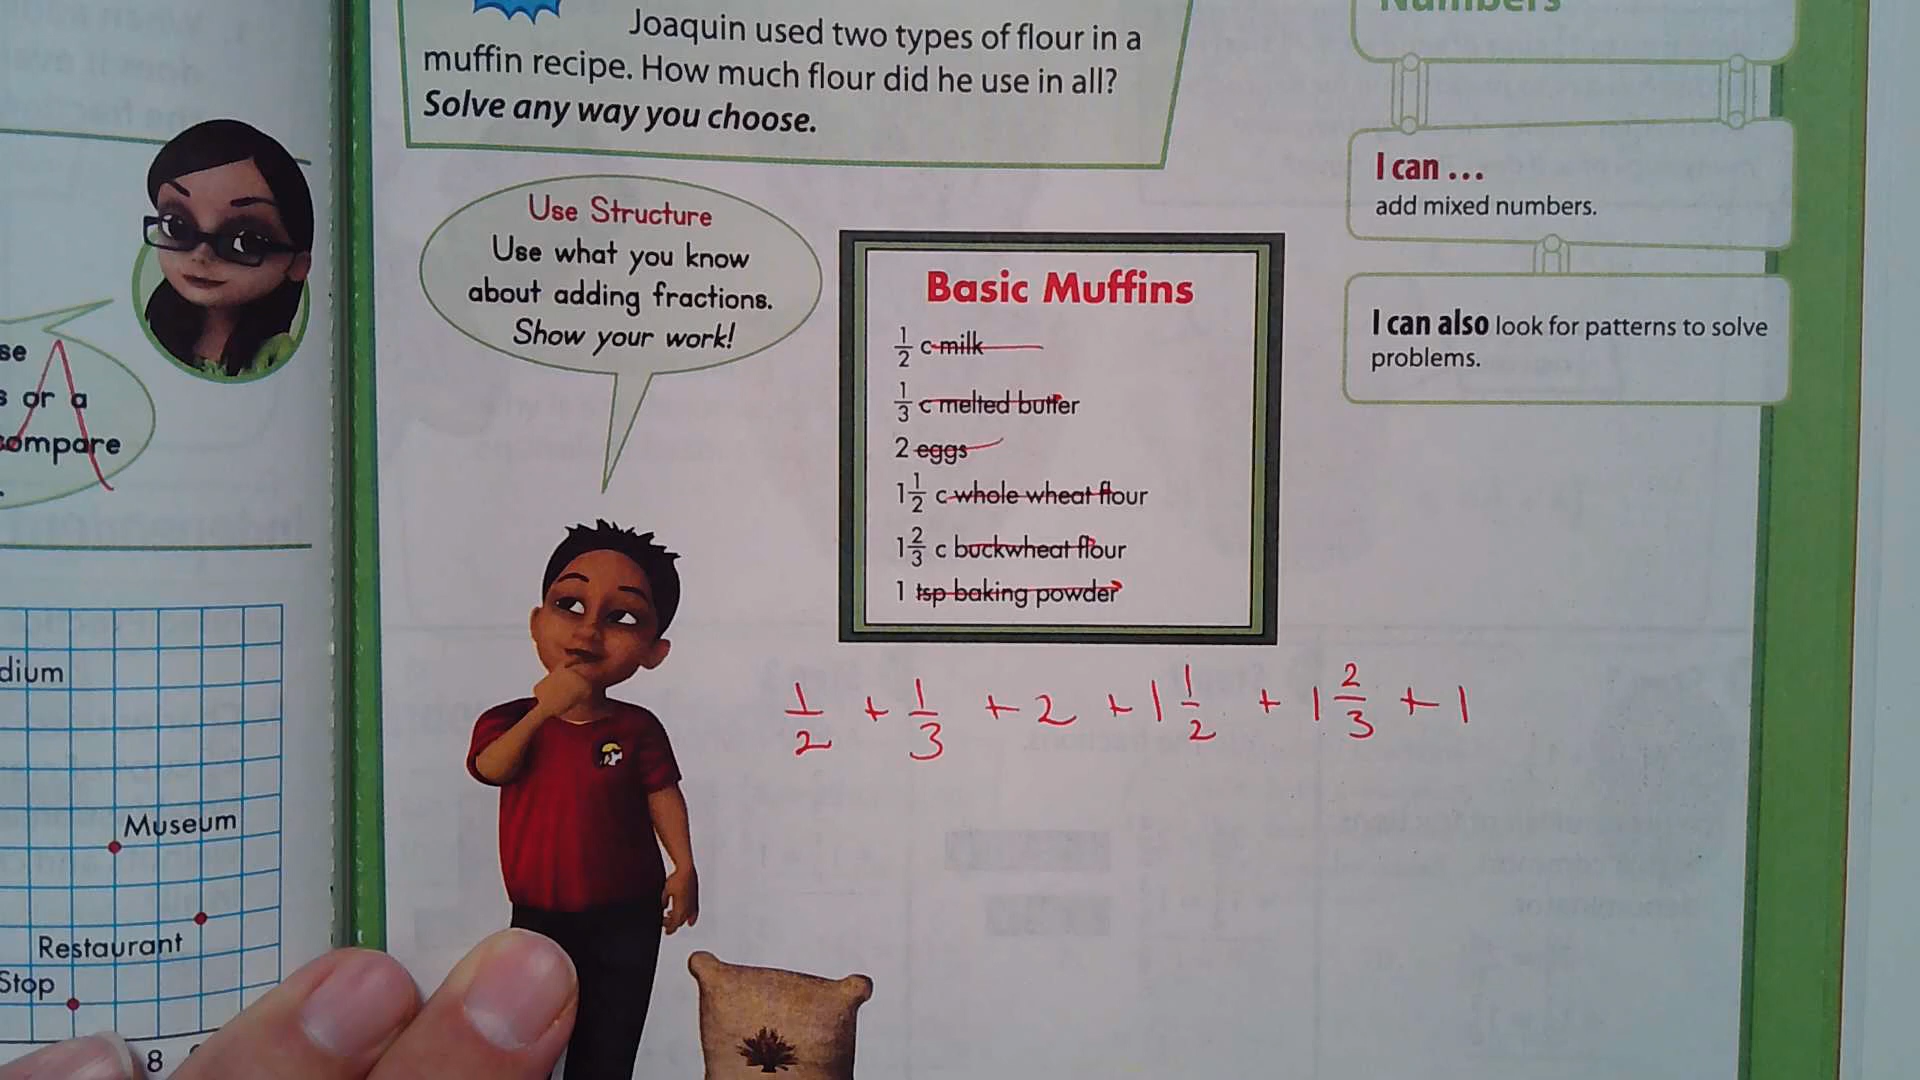 Joaquin used two types of flour in a
muffin recipe. How much flour did he use in all?
Solve any way you choose.
Numbers
I can ...
add mixed numbers.
I can also look for patterns to solve
problems.
Use Structure
Use what you know
about adding fractions.
Show your work!
Basic Muffins
1/2 c milk
1/3 c melted butter
2 eggs
1 1/2 c whole wheat flour
1 2/3 c buckwheat flour
1 tsp baking powder
1/2 + 1/3 + 2 + 1 1/2 + 1 2/3 + 1
se
s or a
compare
dium
Museum
Restaurant
Stop
8